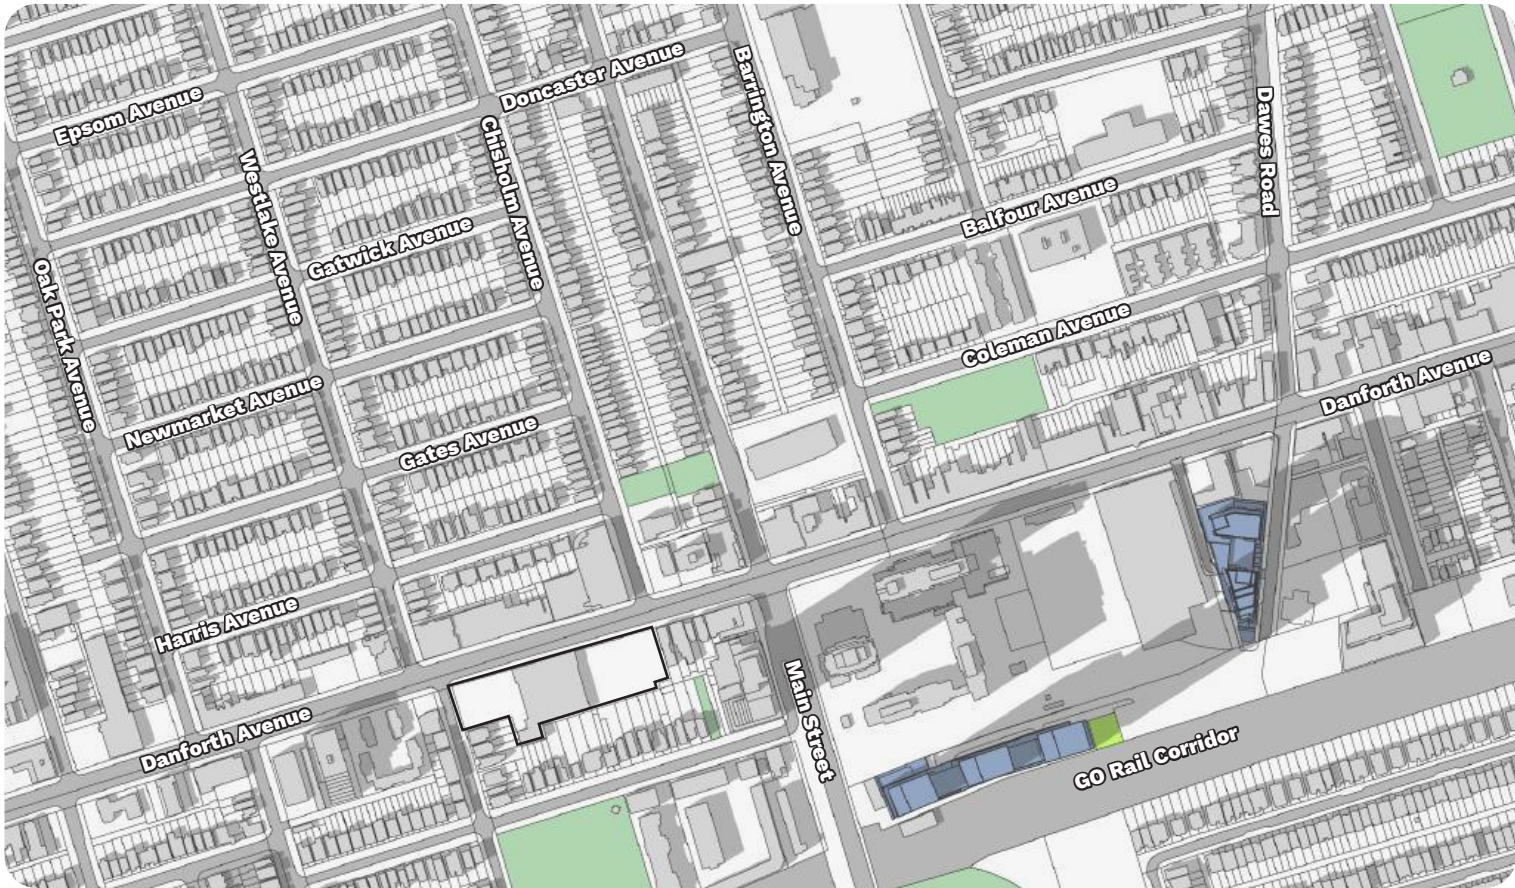 Epsom Avenue
Doncaster Avenue
Barrington Avenue
Dawes Road
Westlake Avenue
Chisholm Avenue
Balfour Avenue
Gatwick Avenue
Oak Park Avenue
Coleman Avenue
Danforth Avenue
Newmarket Avenue
Gates Avenue
Harris Avenue
Danforth Avenue
Main Street
GO Rail Corridor